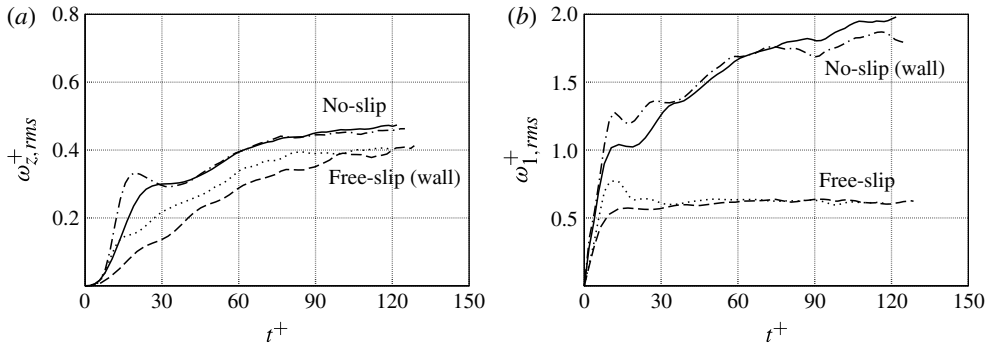 (a)
0.8
0.6
0.4
0.2
0
30
60
90
120
150
t+
ω+z,rms
No-slip
Free-slip (wall)
(b)
2.0
1.5
1.0
0.5
0
30
60
90
120
150
t+
ω+1,rms
No-slip (wall)
Free-slip